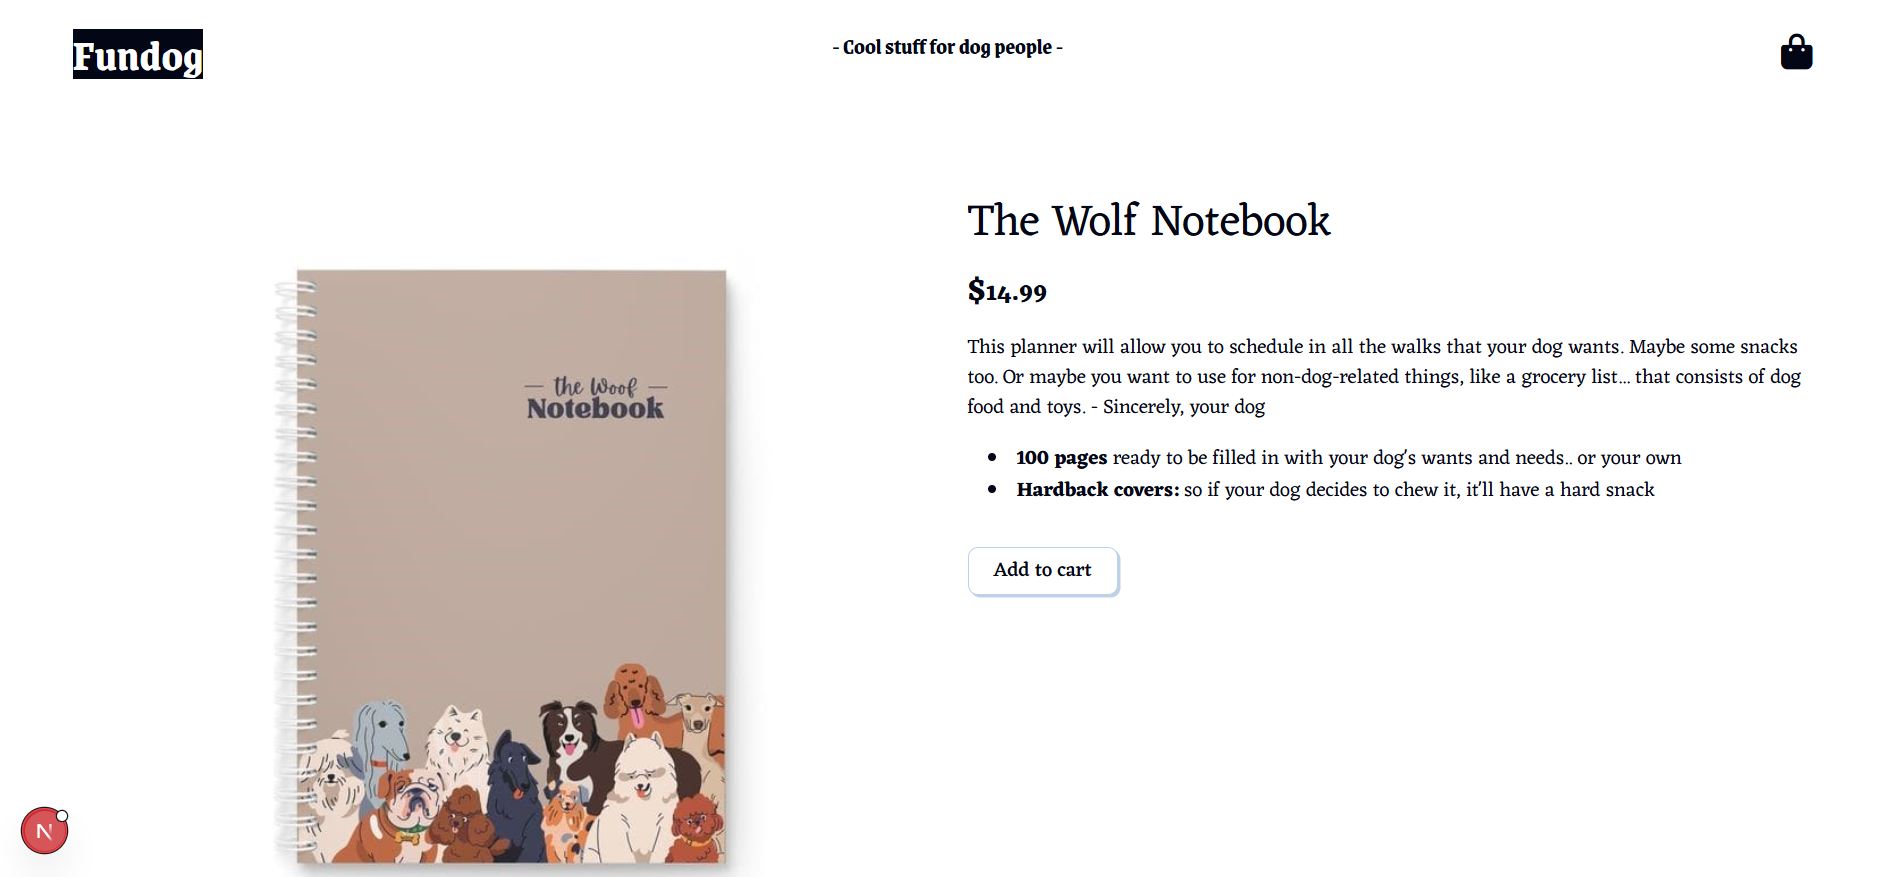 Fundog
- Cool stuff for dog people -
The Wolf Notebook
$14.99
This planner will allow you to schedule in all the walks that your dog wants. Maybe some snacks
too. Or maybe you want to use for non-dog-related things, like a grocery list... that consists of dog
food and toys. - Sincerely, your dog
100 pages ready to be filled in with your dog's wants and needs.. or your own
Hardback covers: so if your dog decides to chew it, it'll have a hard snack
Add to cart
the Woof
Notebook
N